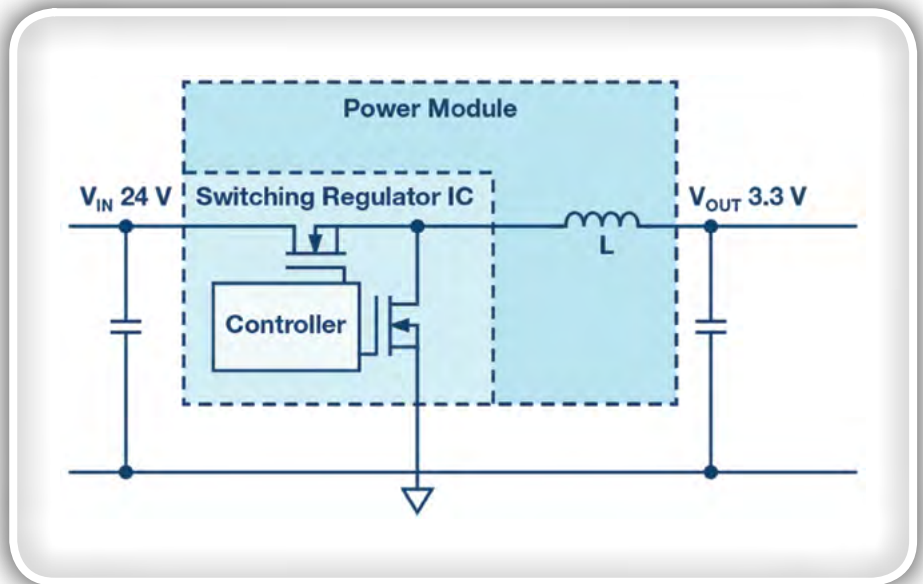 Power Module
V_IN 24 V
Switching Regulator IC
V_OUT 3.3 V
L
Controller